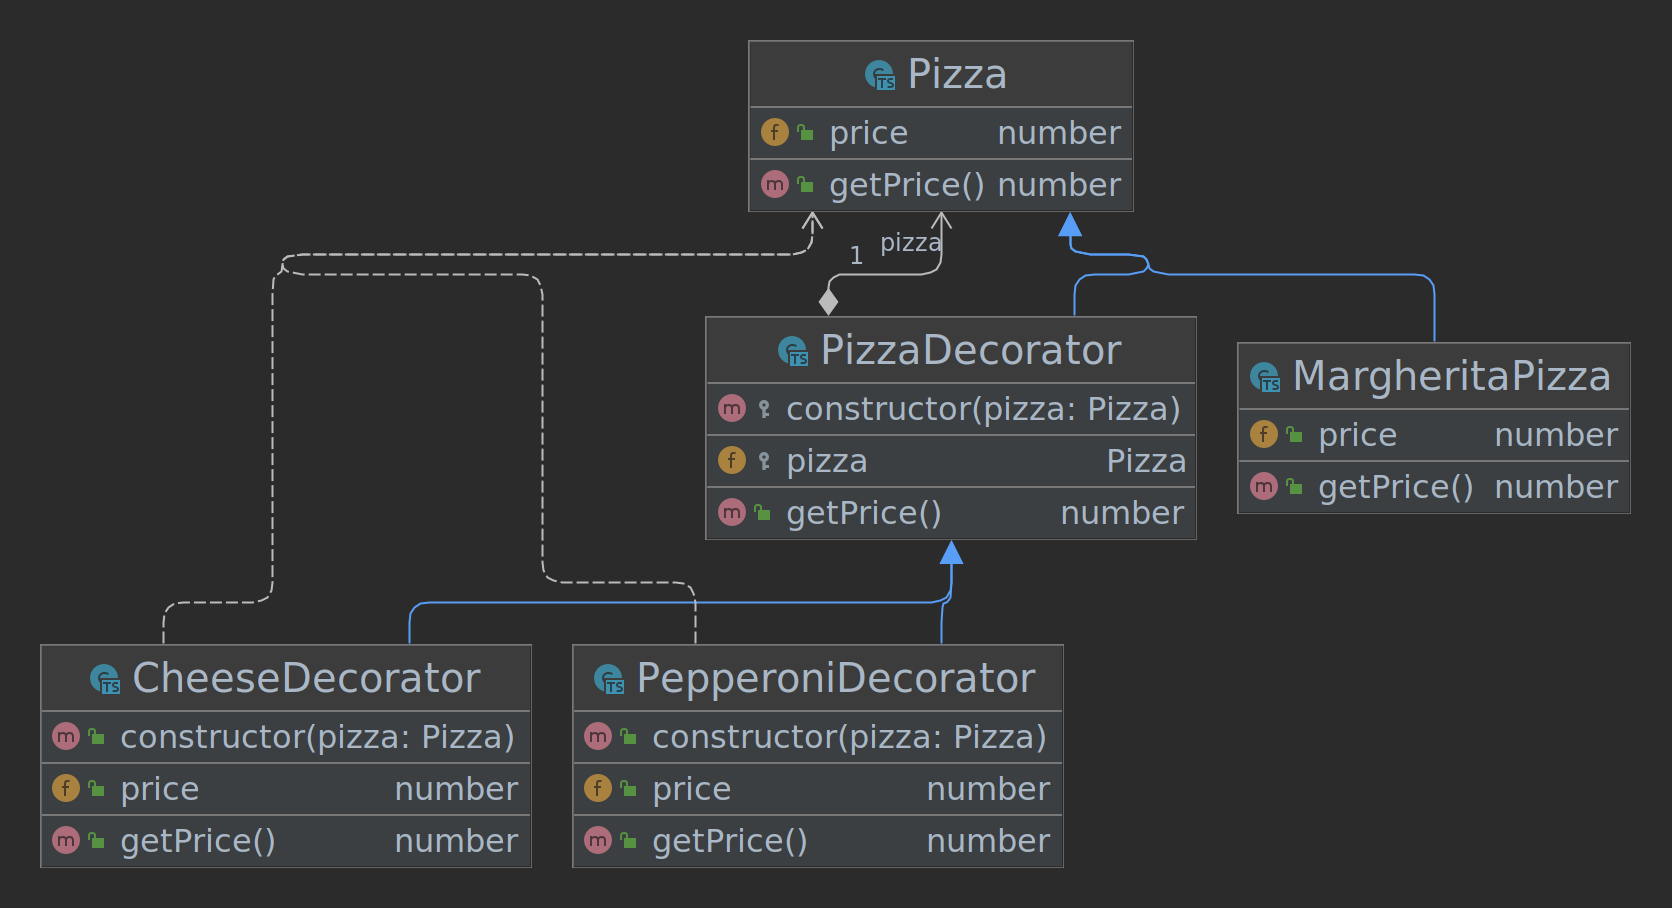 Pizza
price number
getPrice() number
1 pizza
PizzaDecorator
constructor(pizza: Pizza)
pizza Pizza
getPrice() number
MargheritaPizza
price number
getPrice() number
CheeseDecorator
constructor(pizza: Pizza)
price number
getPrice() number
PepperoniDecorator
constructor(pizza: Pizza)
price number
getPrice() number